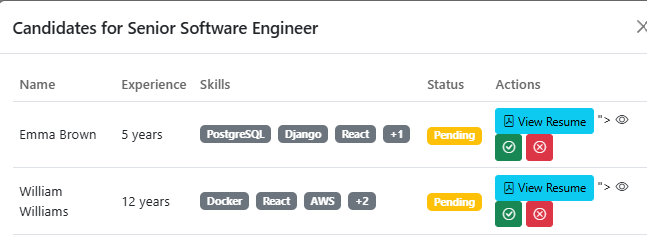 Candidates for Senior Software Engineer
Name Experience Skills Status Actions
Emma Brown 5 years PostgreSQL Django React +1 Pending View Resume ">
William Williams 12 years Docker React AWS +2 Pending View Resume ">